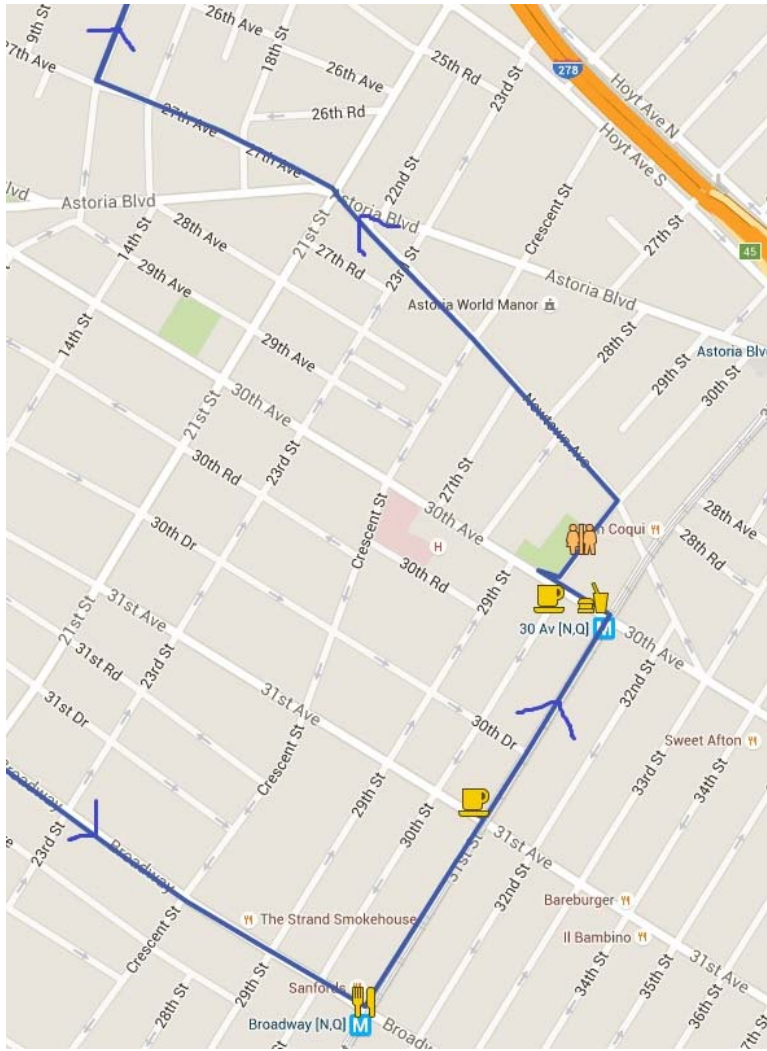 9th St
26th Ave
18th St
27th Ave
26th Ave
25th Rd
23rd St
278
Hoyt Ave N
Hoyt Ave S
26th Rd
27th Ave
27th Ave
Astoria Blvd
22nd St
Astoria Blvd
Crescent St
27th St
45
28th Ave
14th St
21st St
27th Rd
23rd St
Astoria Blvd
29th Ave
Astoria World Manor
14th St
29th Ave
28th St
29th St
30th St
30th Ave
21st St
Newtown Ave
30th Rd
23rd St
27th St
30th Ave
Crescent St
H
28th Ave
28th Rd
Coqui
30th Dr
30th Rd
29th St
30 Av [N,Q]
M
30th Ave
31st Ave
21st St
31st Rd
23rd St
32nd St
31st Dr
31st Ave
30th Dr
Sweet Afton
33rd St
34th St
Crescent St
29th St
30th St
Broadway
23rd St
Broadway
31st St
31st Ave
32nd St
Bareburger
Il Bambino
The Strand Smokehouse
Crescent St
29th St
28th St
Sanfords
34th St
35th St
36th St
31st Ave
Broadway [N,Q]
M